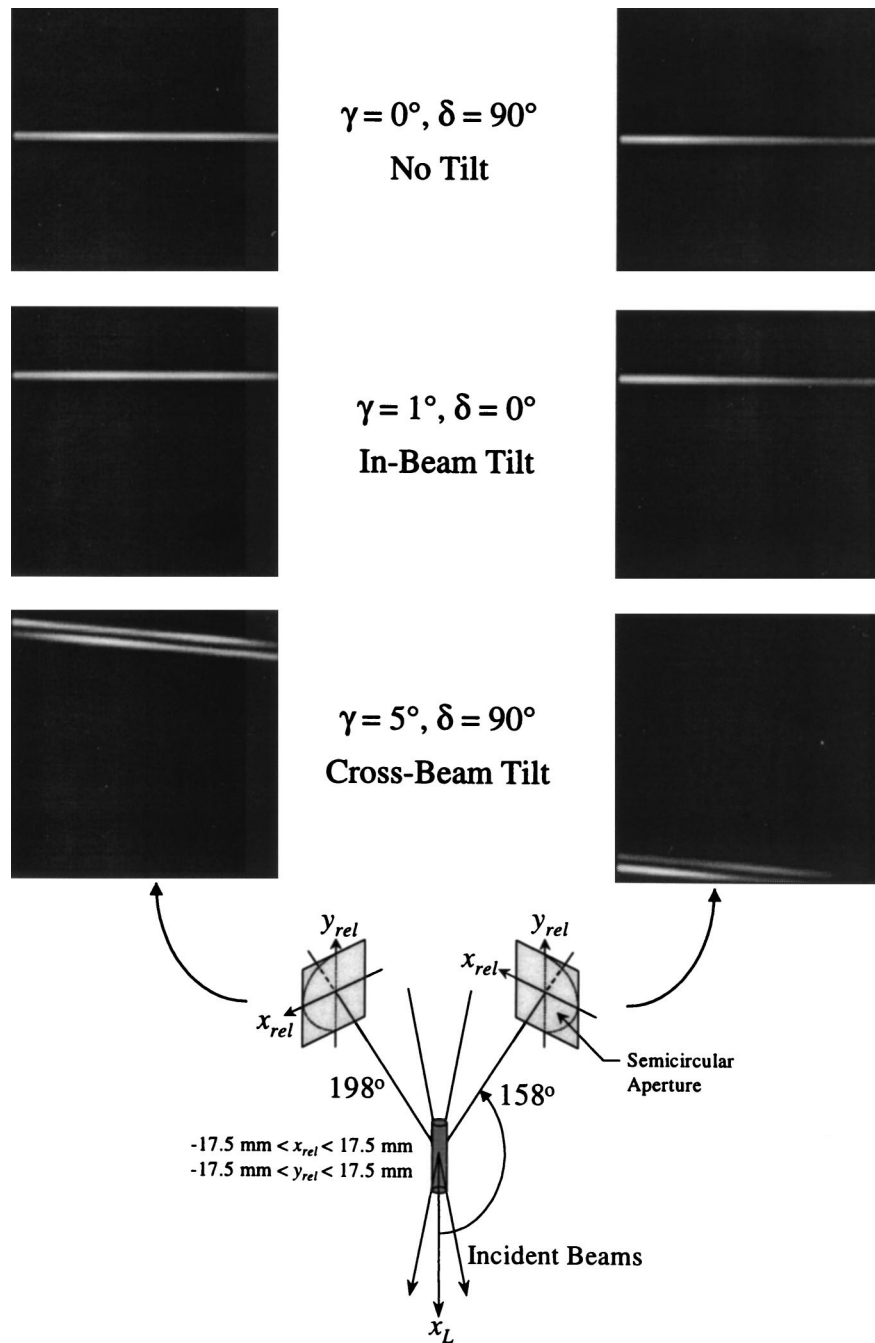 γ = 0°, δ = 90°
No Tilt
γ = 1°, δ = 0°
In-Beam Tilt
γ = 5°, δ = 90°
Cross-Beam Tilt
y_rel
y_rel
x_rel
x_rel
Semicircular
Aperture
198°
158°
-17.5 mm < x_rel < 17.5 mm
-17.5 mm < y_rel < 17.5 mm
Incident Beams
x_L